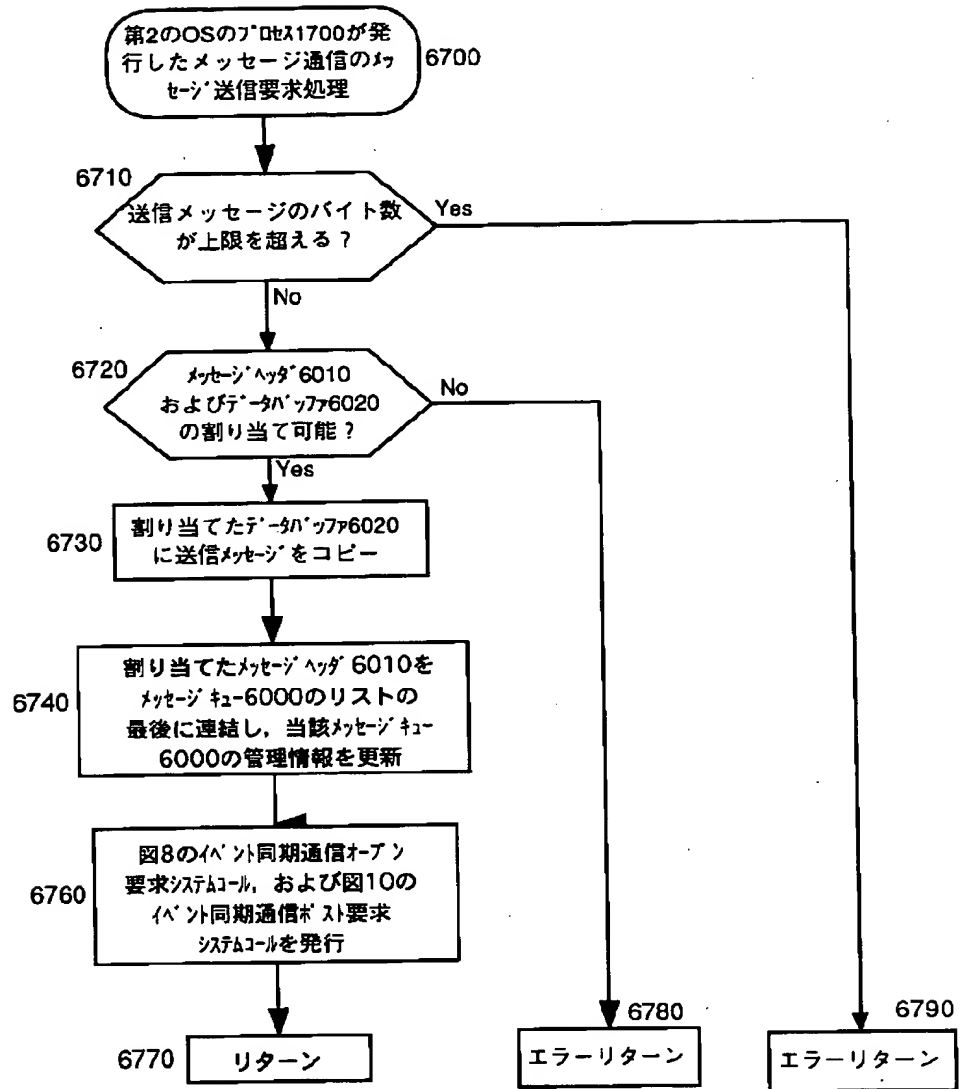 第2のOSのﾌﾟﾛｾｽ1700が発
行したメッセージ通信のﾒｯ
ｾｰｼﾞ送信要求処理
6700
6710
送信メッセージのバイト数
が上限を超える？
Yes
No
6720
ﾒｯｾｰｼﾞﾍｯﾀﾞ6010
およびﾃﾞｰﾀﾊﾞｯﾌｧ6020
の割り当て可能？
No
Yes
6730
割り当てたﾃﾞｰﾀﾊﾞｯﾌｧ6020
に送信ﾒｯｾｰｼﾞをコピー
6740
割り当てたﾒｯｾｰｼﾞﾍｯﾀﾞ6010を
ﾒｯｾｰｼﾞｷｭｰ6000のリストの
最後に連結し，当該ﾒｯｾｰｼﾞｷｭｰ
6000の管理情報を更新
6760
図8のｲﾍﾞﾝﾄ同期通信ｵｰﾌﾟﾝ
要求ｼｽﾃﾑｺｰﾙ，および図10の
ｲﾍﾞﾝﾄ同期通信ﾎﾟｽﾄ要求
ｼｽﾃﾑｺｰﾙを発行
6770
リターン
6780
エラーリターン
6790
エラーリターン